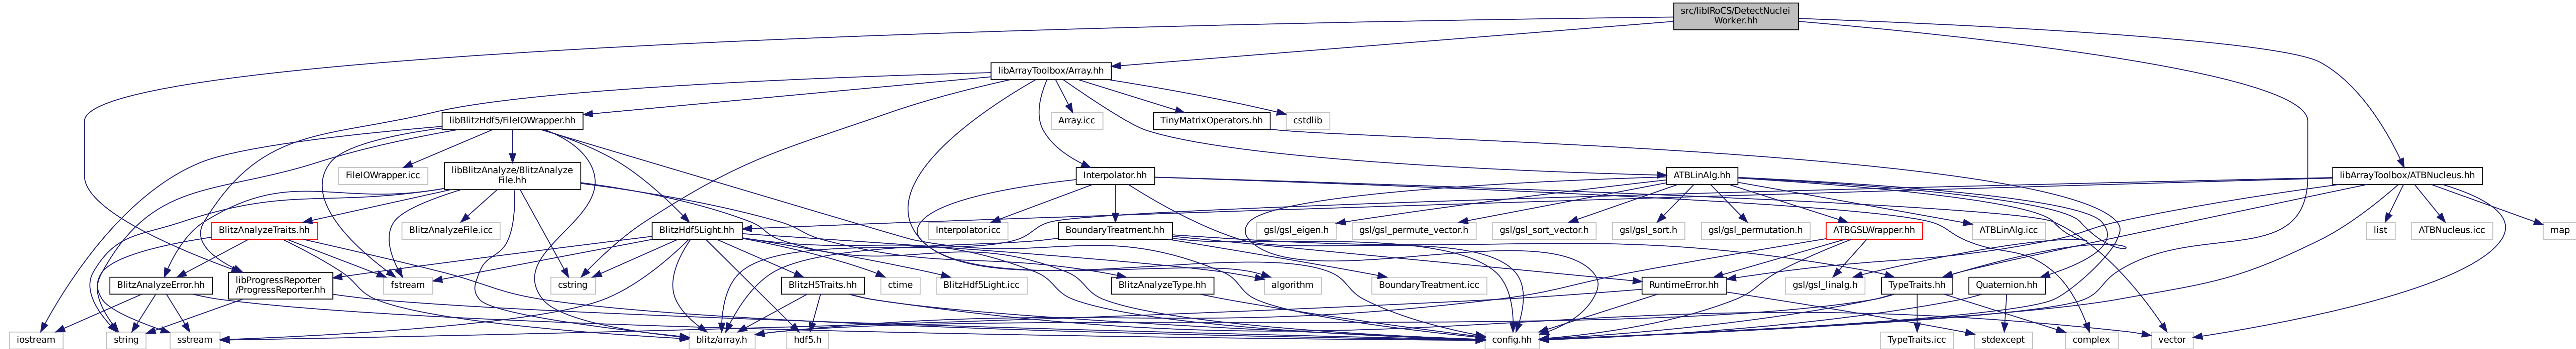 src/libIRoCS/DetectNuclei
Worker.hh
libArrayToolbox/Array.hh
libBlitzHdf5/FileIOWrapper.hh
Array.icc
TinyMatrixOperators.hh
cstdlib
FileIOWrapper.icc
libBlitzAnalyze/BlitzAnalyze
File.hh
Interpolator.hh
ATBLinAlg.hh
libArrayToolbox/ATBNucleus.hh
BlitzAnalyzeTraits.hh
BlitzAnalyzeFile.icc
BlitzHdf5Light.hh
Interpolator.icc
BoundaryTreatment.hh
gsl/gsl_eigen.h
gsl/gsl_permute_vector.h
gsl/gsl_sort_vector.h
gsl/gsl_sort.h
gsl/gsl_permutation.h
ATBGSLWrapper.hh
ATBLinAlg.icc
list
ATBNucleus.icc
map
BlitzAnalyzeError.hh
libProgressReporter
/ProgressReporter.hh
fstream
cstring
BlitzH5Traits.hh
ctime
BlitzHdf5Light.icc
BlitzAnalyzeType.hh
algorithm
BoundaryTreatment.icc
RuntimeError.hh
gsl/gsl_linalg.h
TypeTraits.hh
Quaternion.hh
iostream
string
sstream
blitz/array.h
hdf5.h
config.hh
TypeTraits.icc
stdexcept
complex
vector